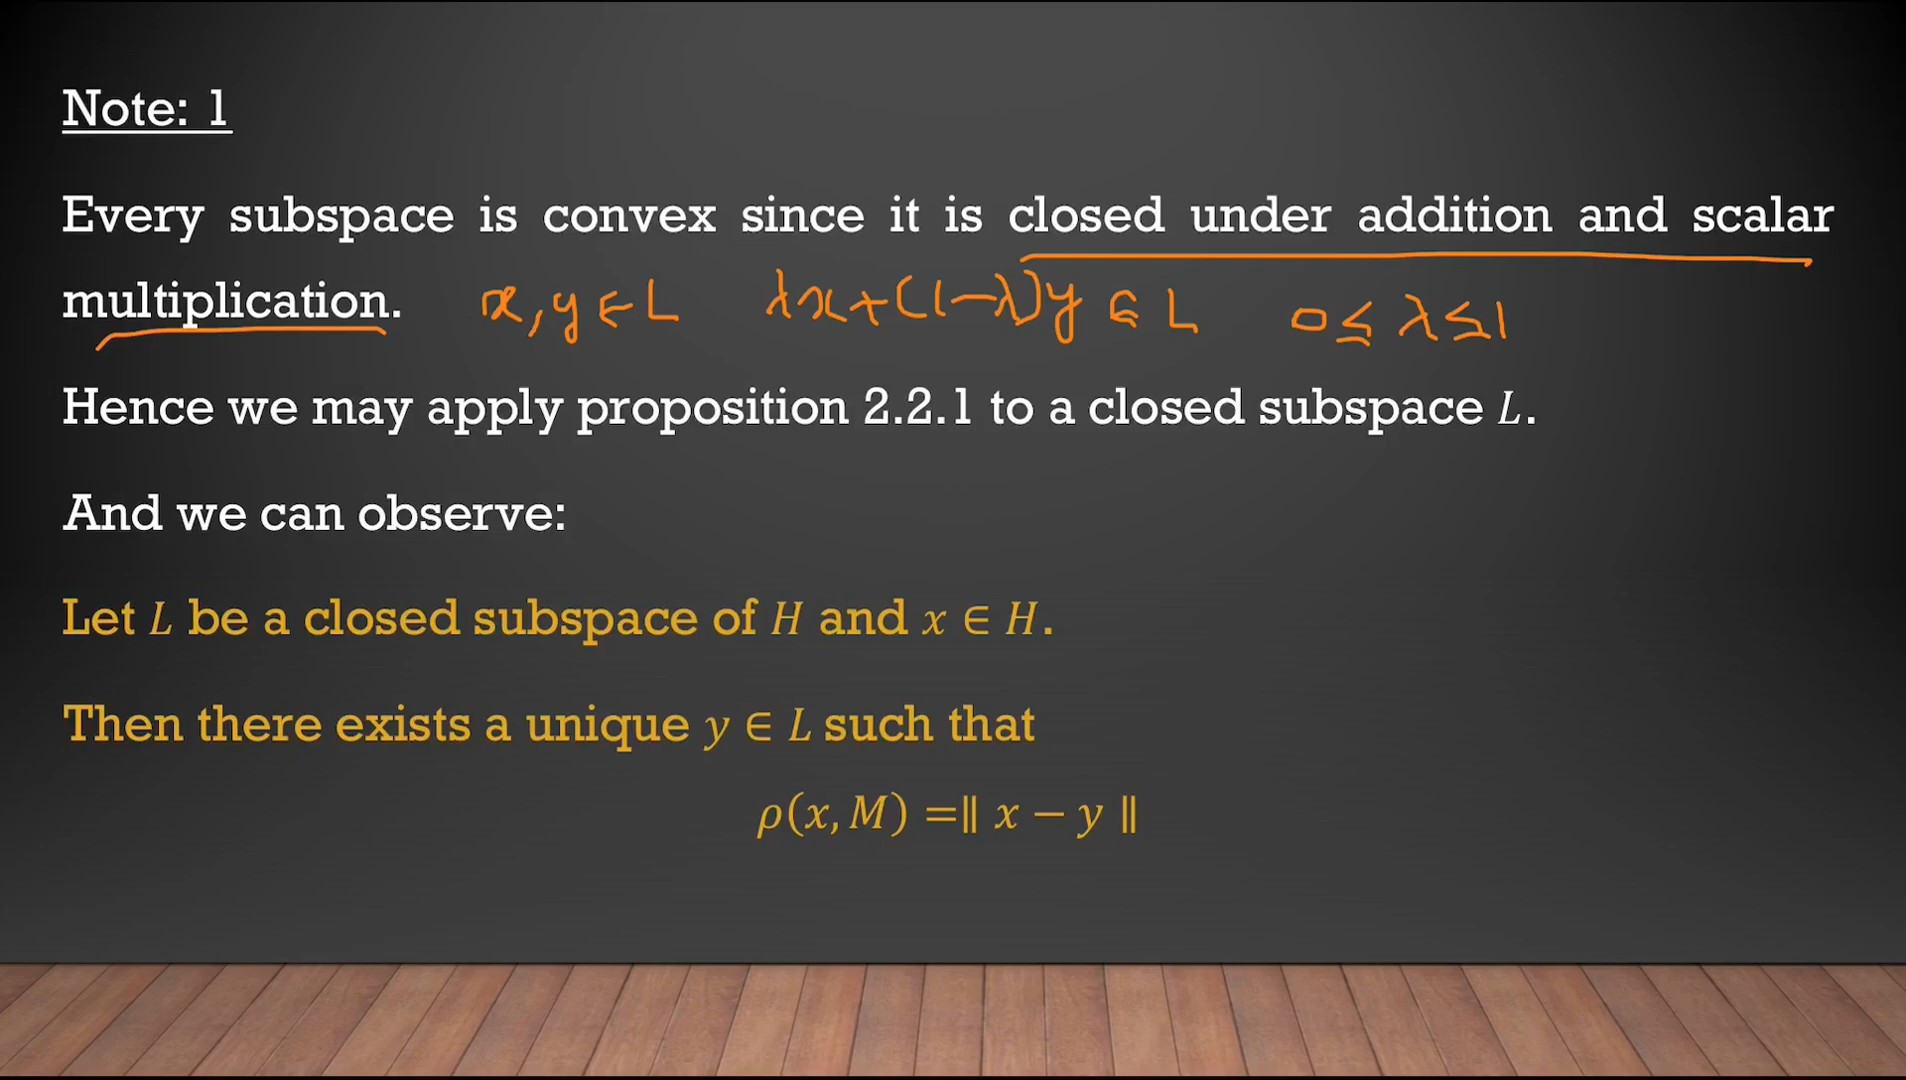 Note: 1
Every subspace is convex since it is closed under addition and scalar
multiplication. x, y ∈ L λx+(1-λ)y ∈ L 0 ≤ λ ≤ 1
Hence we may apply proposition 2.2.1 to a closed subspace L.
And we can observe:
Let L be a closed subspace of H and x ∈ H.
Then there exists a unique y ∈ L such that
ρ(x, M) =∥ x − y ∥